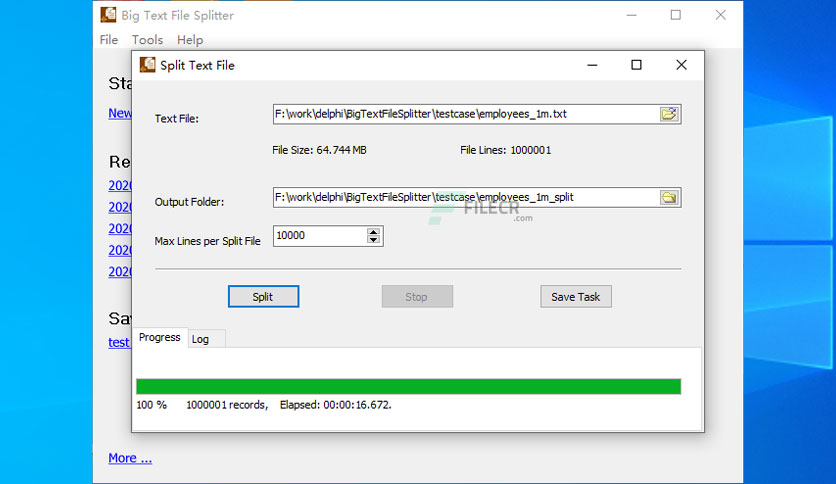 Big Text File Splitter
File Tools Help
Split Text File
Sta
New
Text File: F:\work\delphi\BigTextFileSplitter\testcase\employees_1m.txt
File Size: 64.744 MB File Lines: 1000001
Re
2020
2020
2020
2020
Output Folder: F:\work\delphi\BigTextFileSplitter\testcase\employees_1m_split
FILECR
.com
Max Lines per Split File 10000
Split Stop Save Task
Sa
test
Progress Log
100 % 1000001 records, Elapsed: 00:00:16.672.
More ...